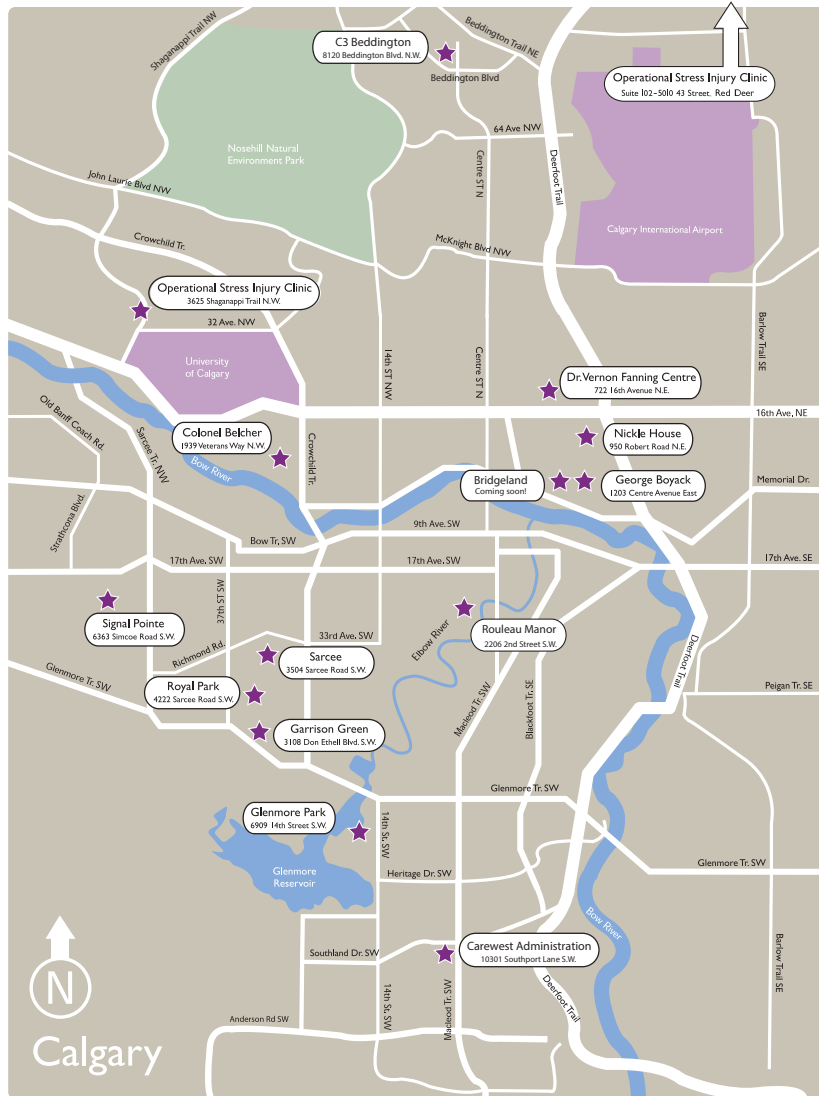 Shaganappi Trail NW
C3 Beddington
8120 Beddington Blvd. N.W.
Beddington Trail NE
Beddington Blvd
Operational Stress Injury Clinic
Suite 102-5010 43 Street, Red Deer
64 Ave NW
Nosehill Natural
Environment Park
Centre ST N
Deerfoot Trail
John Laurie Blvd NW
Calgary International Airport
Crowchild Tr.
McKnight Blvd NW
Operational Stress Injury Clinic
3625 Shaganappi Trail N.W.
32 Ave. NW
Barlow Trail SE
University
of Calgary
14th ST NW
Centre ST N
Dr. Vernon Fanning Centre
722 16th Avenue N.E.
16th Ave, NE
Old Banff Coach Rd.
Sarcee Tr. NW
Colonel Belcher
1939 Veterans Way N.W.
Crowchild Tr.
Nickle House
950 Robert Road N.E.
Bow River
Bridgeland
Coming soon!
George Boyack
1203 Centre Avenue East
Memorial Dr.
Strathcona Blvd.
9th Ave. SW
Bow Tr, SW
17th Ave. SW
17th Ave. SW
17th Ave. SE
37th ST SW
Signal Pointe
6363 Simcoe Road S.W.
Elbow River
Rouleau Manor
2206 2nd Street S.W.
33rd Ave. SW
Richmond Rd.
Sarcee
3504 Sarcee Road S.W.
Deerfoot Trail
Glenmore Tr. SW
Royal Park
4222 Sarcee Road S.W.
Macleod Tr. SW
Blackfoot Tr. SE
Peigan Tr. SE
Garrison Green
3108 Don Ethell Blvd. S.W.
Glenmore Tr. SW
Glenmore Park
6909 14th Street S.W.
14th St. SW
Glenmore
Reservoir
Heritage Dr. SW
Glenmore Tr. SW
Bow River
Carewest Administration
10301 Southport Lane S.W.
Southland Dr. SW
Barlow Trail SE
N
14th St. SW
Macleod Tr. SW
Deerfoot Trail
Anderson Rd SW
Calgary